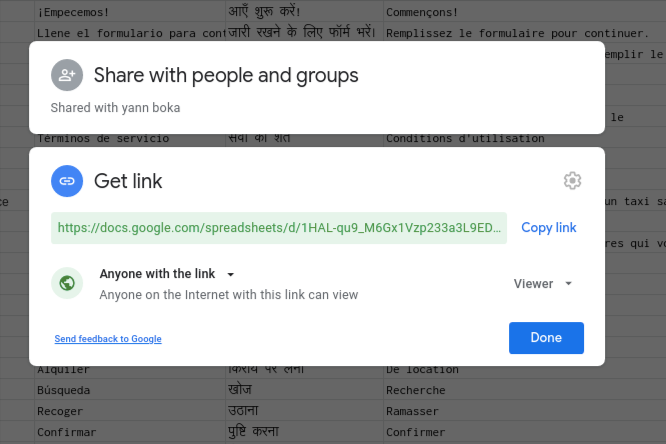 ¡Empecemos! आएँ शुरू करें! Commençons!
Llene el formulario para cont जारी रखने के लिए फॉर्म भरें। Remplissez le formulaire pour continuer.
emplir le
Share with people and groups
Shared with yann boka
le
Términos de servicio सेवा की शर्तें Conditions d'utilisation
Get link
un taxi sa
https://docs.google.com/spreadsheets/d/1HAL-qu9_M6Gx1Vzp233a3L9ED…
Copy link
res qui vo
Anyone with the link
Anyone on the Internet with this link can view
Viewer
Send feedback to Google
Done
Alquiler किराये पर लेना De location
Búsqueda खोज Recherche
Recoger उठाना Ramasser
Confirmar पुष्टि करना Confirmer